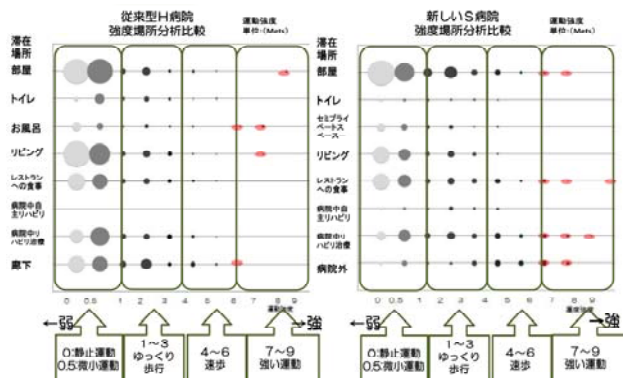 従来型H病院
強度場所分析比較
運動強度
単位:(Mets)
滞在
場所
部屋
トイレ
お風呂
リビング
レストラン
への食事
病院中自
主リハビリ
病院中リ
ハビリ治療
廊下
0 0.5 1 2 3 4 5 6 7 8 9
運動強度
弱
強
0:静止運動
0.5:微小運動
1～3
ゆっくり
歩行
4～6
速歩
7～9
強い運動
新しいS病院
強度場所分析比較
運動強度
単位:(Mets)
滞在
場所
部屋
トイレ
セミプライ
ベートス
ペース
リビング
レストラン
への食事
病院中自
主リハビリ
病院中リ
ハビリ治療
病院外
0 0.5 1 2 3 4 5 6 7 8 9
運動強度
弱
強
0:静止運動
0.5:微小運動
1～3
ゆっくり
歩行
4～6
速歩
7～9
強い運動